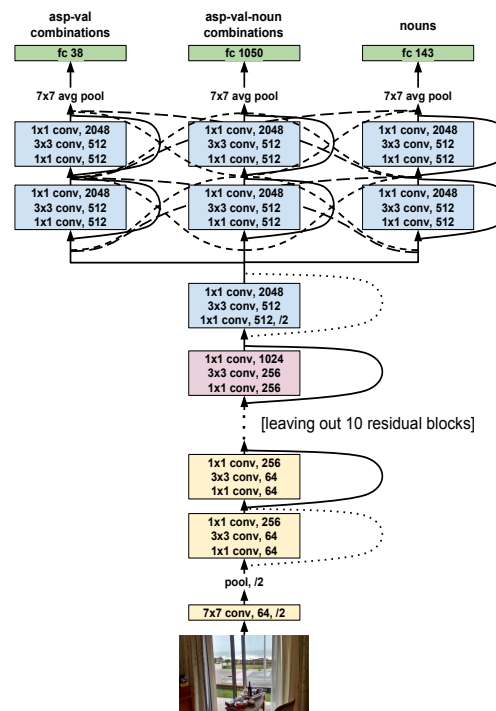 asp-val
combinations
asp-val-noun
combinations
nouns
fc 38
fc 1050
fc 143
7x7 avg pool
7x7 avg pool
7x7 avg pool
1x1 conv, 2048
3x3 conv, 512
1x1 conv, 512
1x1 conv, 2048
3x3 conv, 512
1x1 conv, 512
1x1 conv, 2048
3x3 conv, 512
1x1 conv, 512
1x1 conv, 2048
3x3 conv, 512
1x1 conv, 512
1x1 conv, 2048
3x3 conv, 512
1x1 conv, 512
1x1 conv, 2048
3x3 conv, 512
1x1 conv, 512
1x1 conv, 2048
3x3 conv, 512
1x1 conv, 512, /2
1x1 conv, 1024
3x3 conv, 256
1x1 conv, 256
[leaving out 10 residual blocks]
1x1 conv, 256
3x3 conv, 64
1x1 conv, 64
1x1 conv, 256
3x3 conv, 64
1x1 conv, 64
pool, /2
7x7 conv, 64, /2